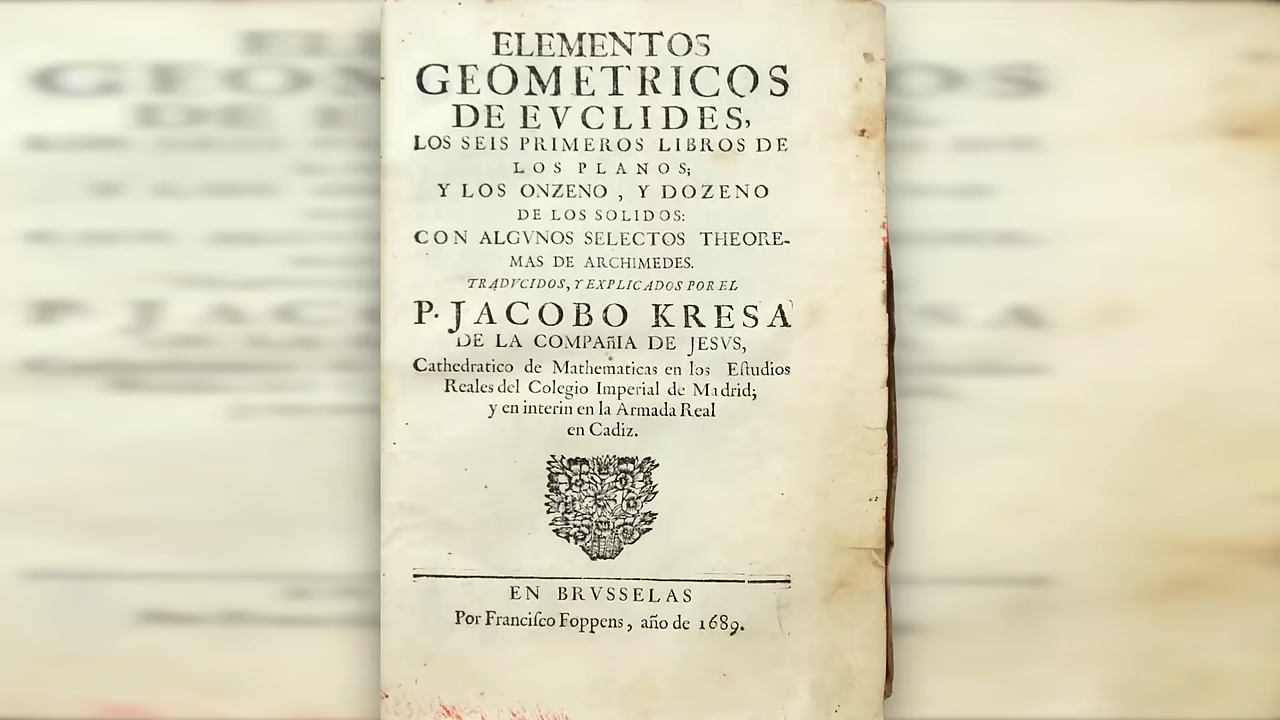 ELEMENTOS
GEOMETRICOS
DE EVCLIDES,
LOS SEIS PRIMEROS LIBROS DE
LOS PLANOS;
Y LOS ONZENO, Y DOZENO
DE LOS SOLIDOS:
CON ALGVNOS SELECTOS THEORE-
MAS DE ARCHIMEDES.
TRADVCIDOS, Y EXPLICADOS POR EL
P. JACOBO KRESA
DE LA COMPAñIA DE JESVS,
Cathedratico de Mathematicas en los Eſtudios
Reales del Colegio Imperial de Madrid;
y en interin en la Armada Real
en Cadiz.
EN BRVSSELAS
Por Franciſco Foppens, año de 1689.